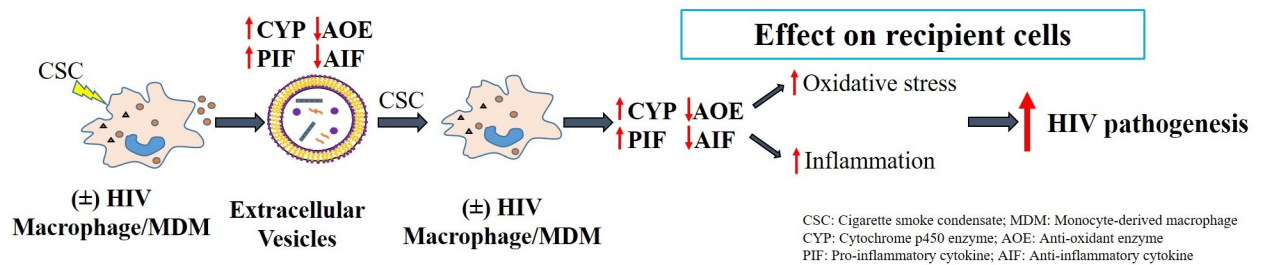 CYP AOE
PIF AIF
CSC
(±) HIV
Macrophage/MDM
Extracellular
Vesicles
CSC
(±) HIV
Macrophage/MDM
Effect on recipient cells
CYP AOE
PIF AIF
Oxidative stress
Inflammation
HIV pathogenesis
CSC: Cigarette smoke condensate; MDM: Monocyte-derived macrophage
CYP: Cytochrome p450 enzyme; AOE: Anti-oxidant enzyme
PIF: Pro-inflammatory cytokine; AIF: Anti-inflammatory cytokine